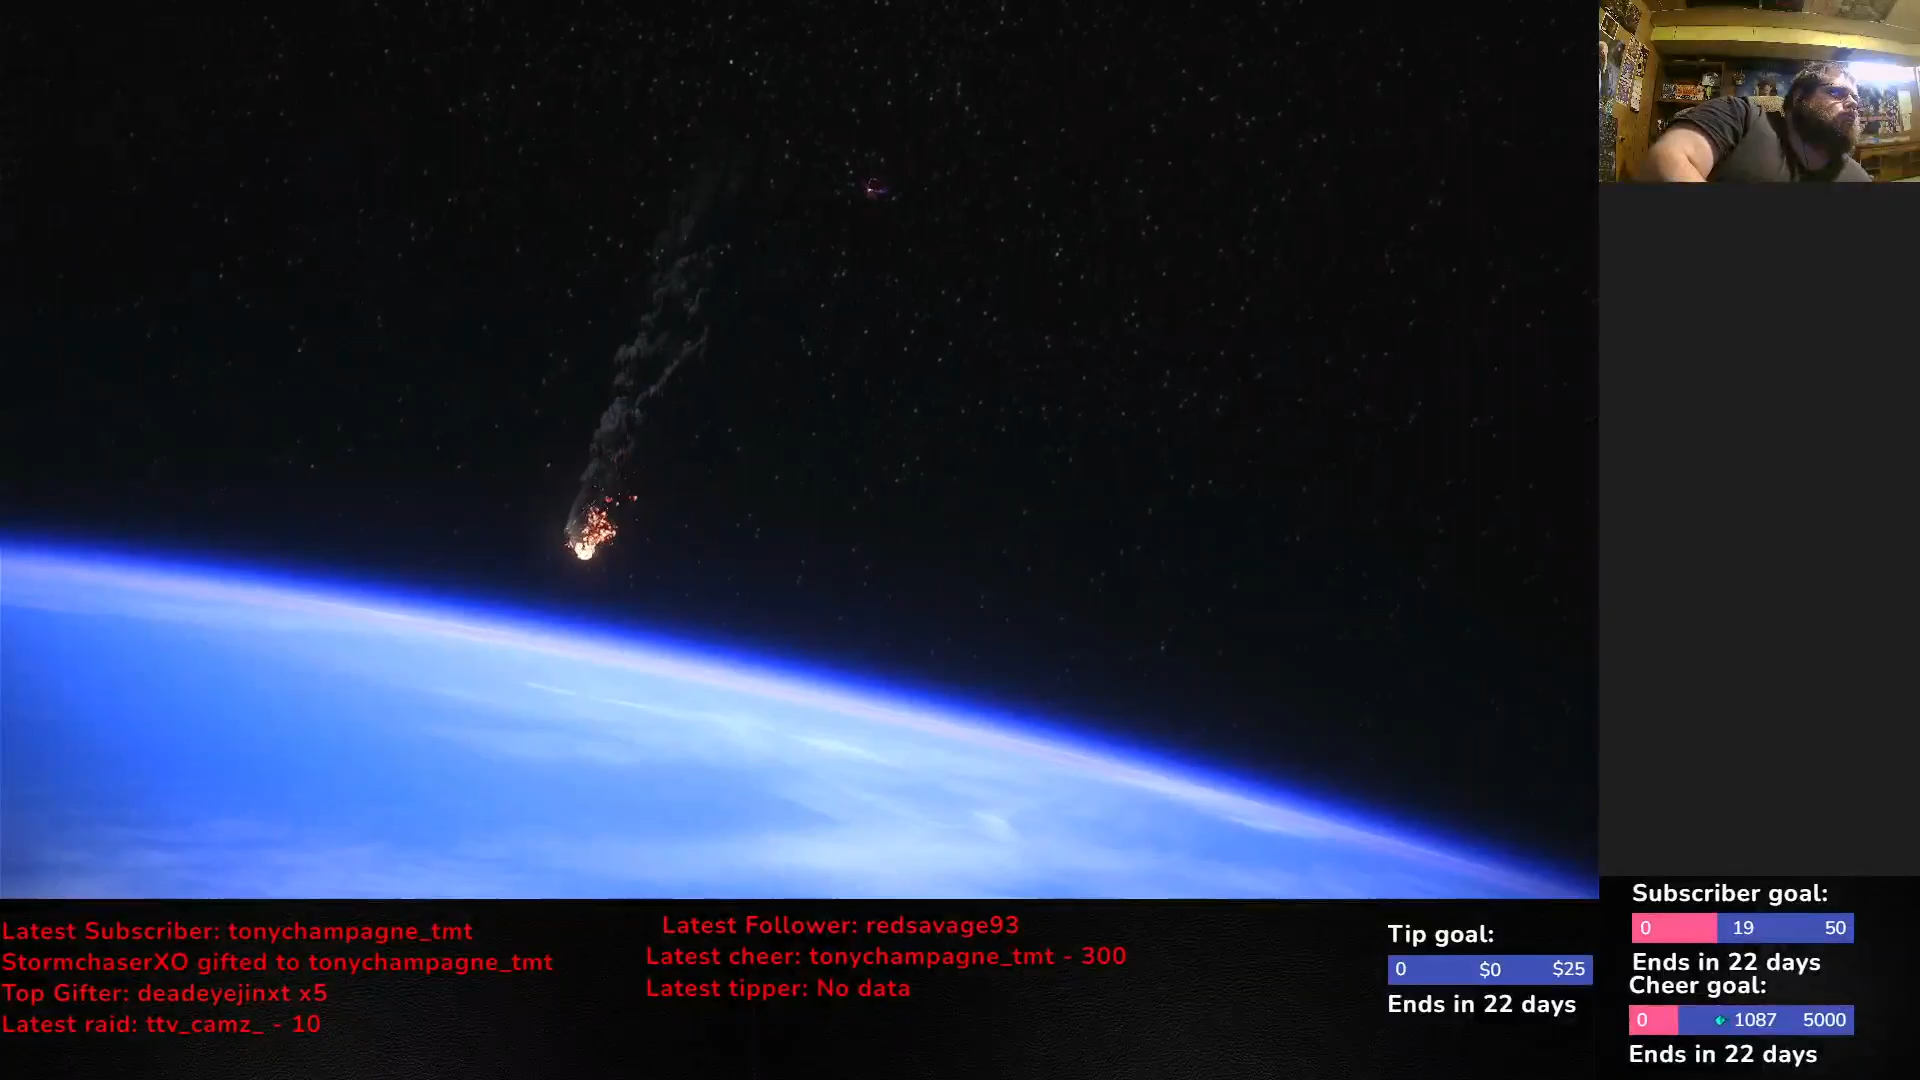 Latest Subscriber: tonychampagne_tmt
StormchaserXO gifted to tonychampagne_tmt
Top Gifter: deadeyejinxt x5
Latest raid: ttv_camz_ - 10
Latest Follower: redsavage93
Latest cheer: tonychampagne_tmt - 300
Latest tipper: No data
Tip goal:
0 $0 $25
Ends in 22 days
Subscriber goal:
0 19 50
Ends in 22 days
Cheer goal:
0 1087 5000
Ends in 22 days